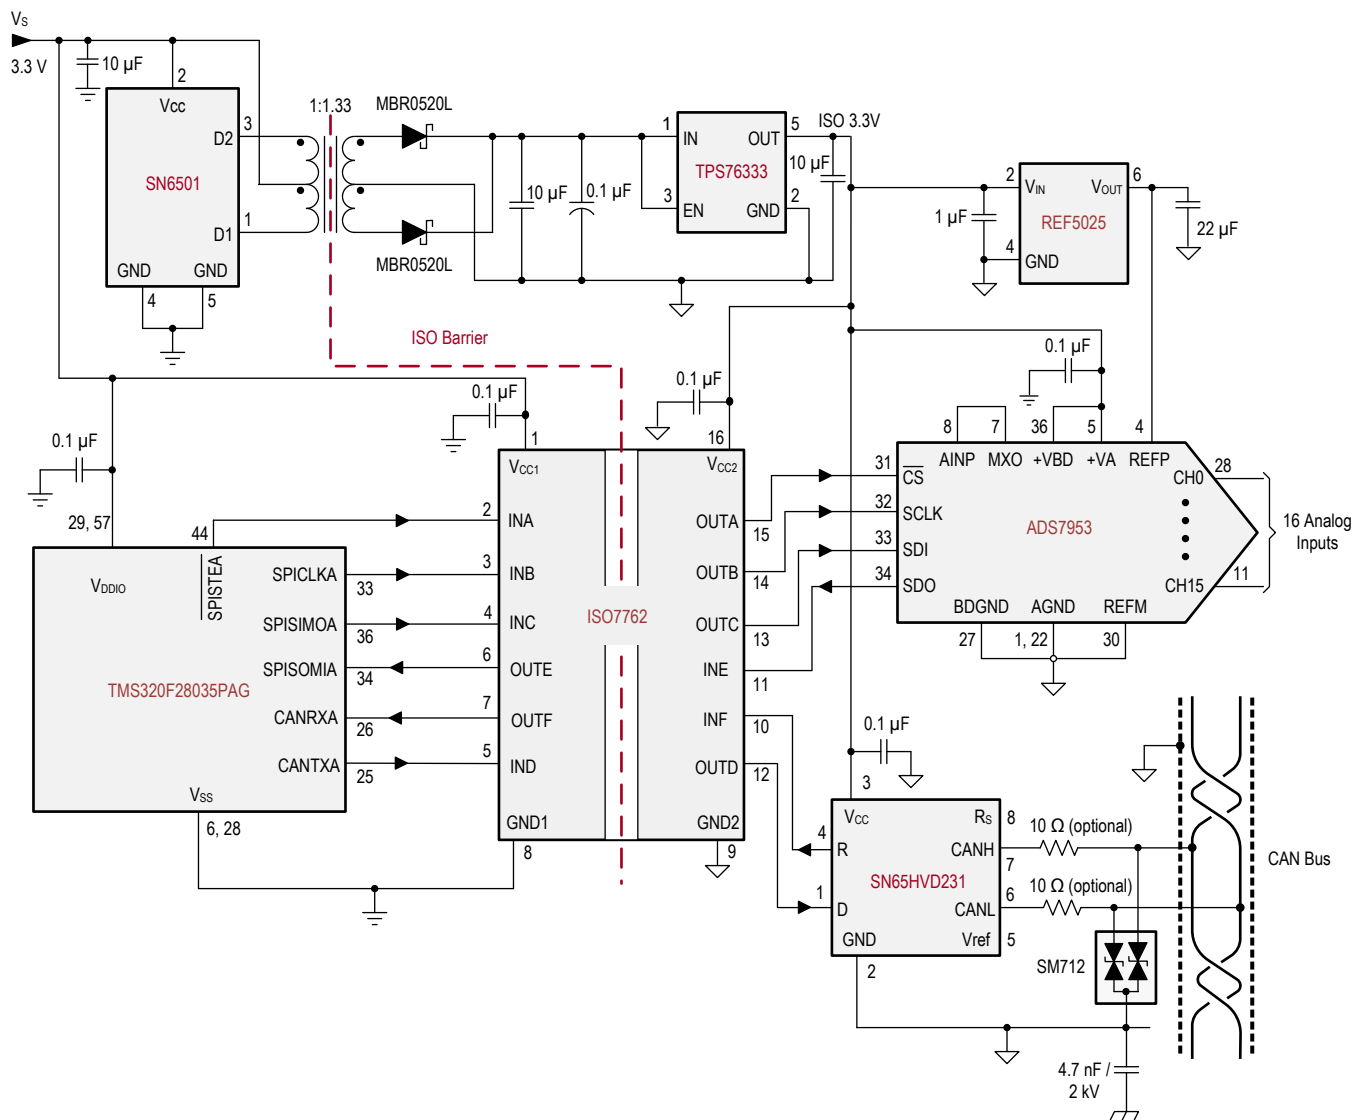 VS
3.3 V
10 µF
2
Vcc
D2
3
SN6501
1
D1
GND
GND
4
5
1:1.33
MBR0520L
MBR0520L
10 µF
0.1 µF
1
IN
OUT
5
TPS76333
3
EN
GND
2
ISO 3.3V
10 µF
2
VIN
VOUT
6
REF5025
1 µF
4
GND
22 µF
ISO Barrier
0.1 µF
0.1 µF
0.1 µF
0.1 µF
29, 57
44
VDDIO
SPISTEA
SPICLKA
33
SPISIMOA
36
SPISOMIA
34
TMS320F28035PAG
CANRXA
26
CANTXA
25
VSS
6, 28
1
16
VCC1
VCC2
2
INA
OUTA
15
3
INB
OUTB
14
4
INC
OUTC
13
ISO7762
6
OUTE
INE
11
7
OUTF
INF
10
5
IND
OUTD
12
GND1
GND2
8
9
8
7
36
5
4
AINP
MXO
+VBD
+VA
REFP
31
CS
32
SCLK
33
SDI
34
SDO
ADS7953
CH0
28
CH15
11
16 Analog
Inputs
BDGND
AGND
REFM
27
1, 22
30
0.1 µF
3
VCC
RS
8
4
R
CANH
7
SN65HVD231
1
D
CANL
6
GND
Vref
5
2
10 Ω (optional)
10 Ω (optional)
SM712
CAN Bus
4.7 nF /
2 kV